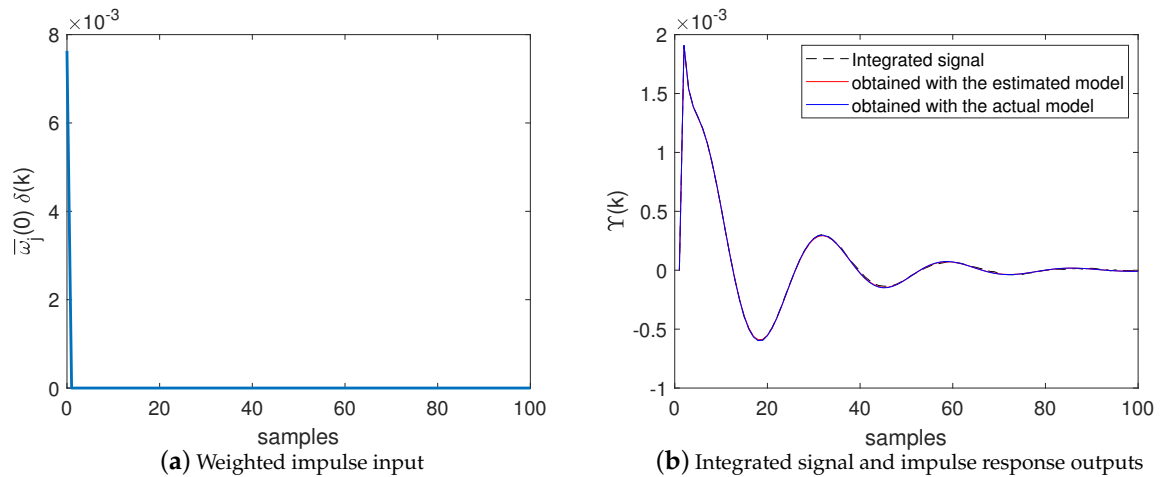 ×10⁻³
8
6
4
2
0
ω̅ⱼ(0) δ(k)
0 20 40 60 80 100
samples
(a) Weighted impulse input
×10⁻³
2
1.5
1
0.5
0
-0.5
-1
ϒ(k)
Integrated signal
obtained with the estimated model
obtained with the actual model
0 20 40 60 80 100
samples
(b) Integrated signal and impulse response outputs